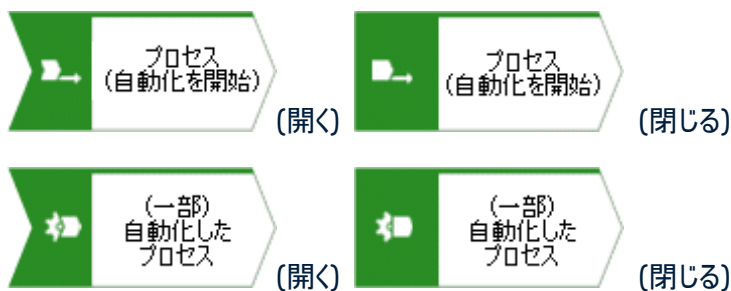 プロセス
(自動化を開始)
(開く)
プロセス
(自動化を開始)
(閉じる)
(一部)
自動化した
プロセス
(開く)
(一部)
自動化した
プロセス
(閉じる)